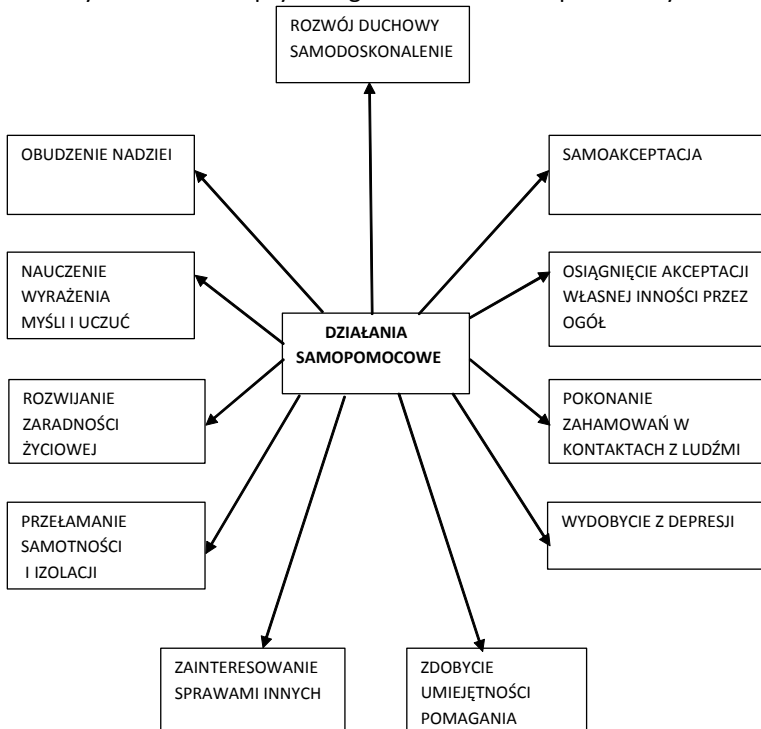 ROZWÓJ DUCHOWY
SAMODOSKONALENIE
OBUDZENIE NADZIEI
SAMOAKCEPTACJA
NAUCZENIE
WYRAŻENIA
MYŚLI I UCZUĆ
OSIĄGNIĘCIE AKCEPTACJI
WŁASNEJ INNOŚCI PRZEZ
OGÓŁ
DZIAŁANIA
SAMOPOMOCOWE
ROZWIJANIE
ZARADNOŚCI
ŻYCIOWEJ
POKONANIE
ZAHAMOWAŃ W
KONTAKTACH Z LUDŹMI
PRZEŁAMANIE
SAMOTNOŚCI
I IZOLACJI
WYDOBYCIE Z DEPRESJI
ZAINTERESOWANIE
SPRAWAMI INNYCH
ZDOBYCIE
UMIEJĘTNOŚCI
POMAGANIA